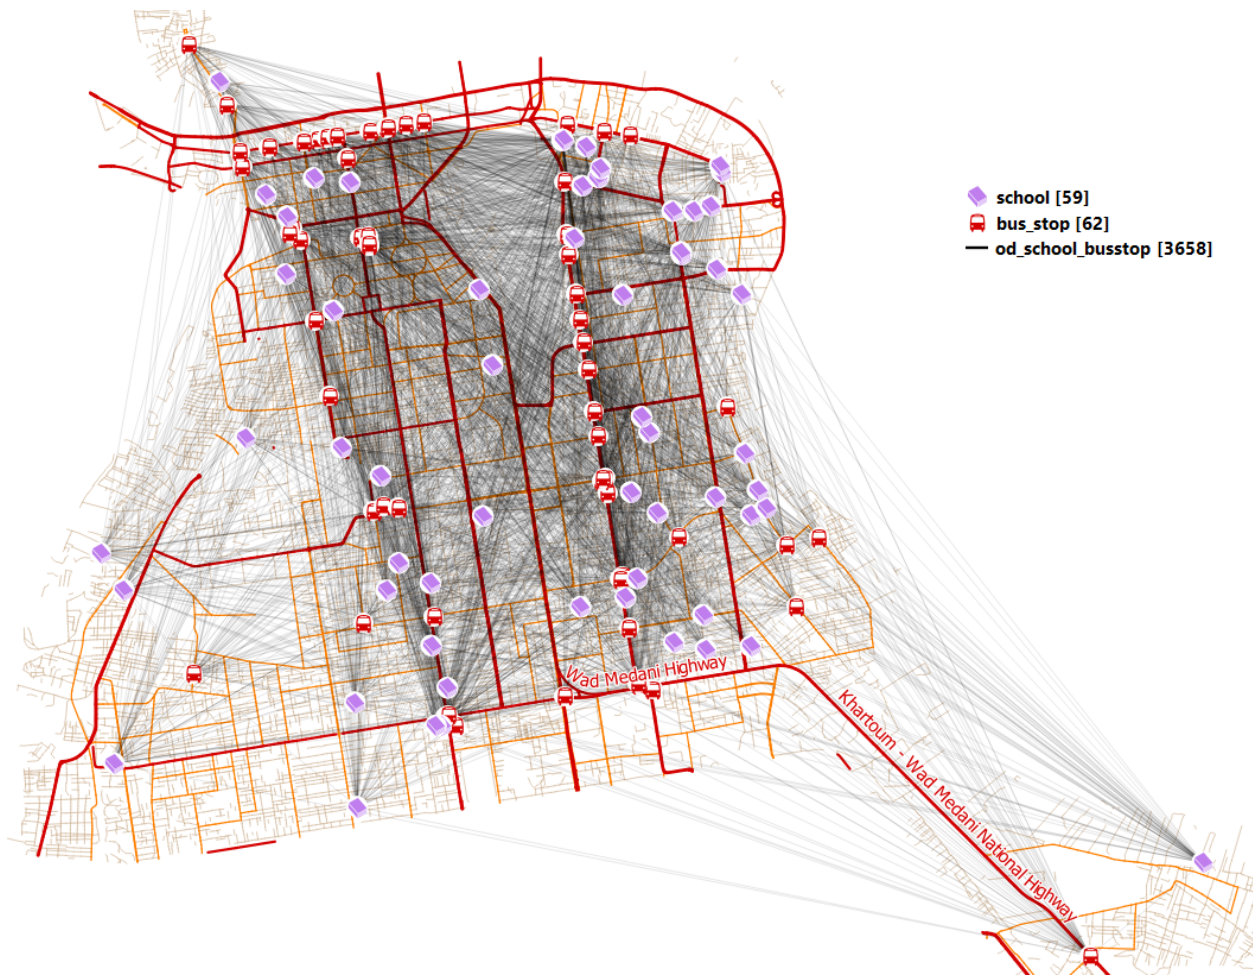 school [59]
bus_stop [62]
od_school_busstop [3658]
Wad Medani Highway
Khartoum - Wad Medani National Highway